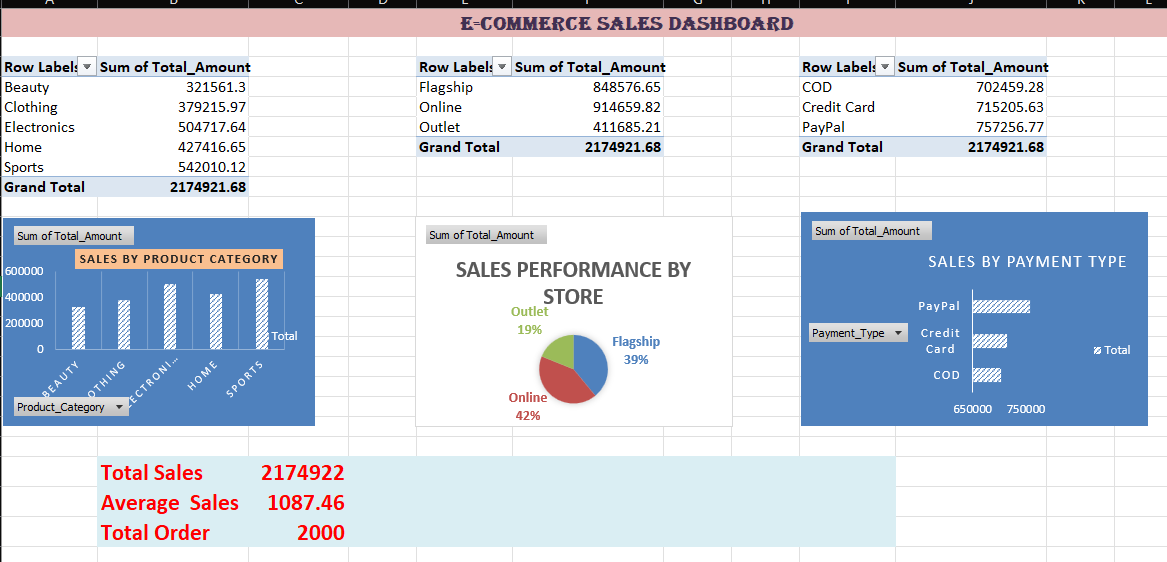 E-COMMERCE SALES DASHBOARD
Row Labels Sum of Total_Amount
Beauty 321561.3
Clothing 379215.97
Electronics 504717.64
Home 427416.65
Sports 542010.12
Grand Total 2174921.68
Row Labels Sum of Total_Amount
Flagship 848576.65
Online 914659.82
Outlet 411685.21
Grand Total 2174921.68
Row Labels Sum of Total_Amount
COD 702459.28
Credit Card 715205.63
PayPal 757256.77
Grand Total 2174921.68
Sum of Total_Amount
SALES BY PRODUCT CATEGORY
600000
400000
200000
0
Total
BEAUTY
OTHING
ECTRONI...
HOME
SPORTS
Product_Category
Sum of Total_Amount
SALES PERFORMANCE BY
STORE
Outlet
19%
Flagship
39%
Online
42%
Sum of Total_Amount
SALES BY PAYMENT TYPE
PayPal
Payment_Type
Credit
Card
COD
Total
650000 750000
Total Sales 2174922
Average Sales 1087.46
Total Order 2000